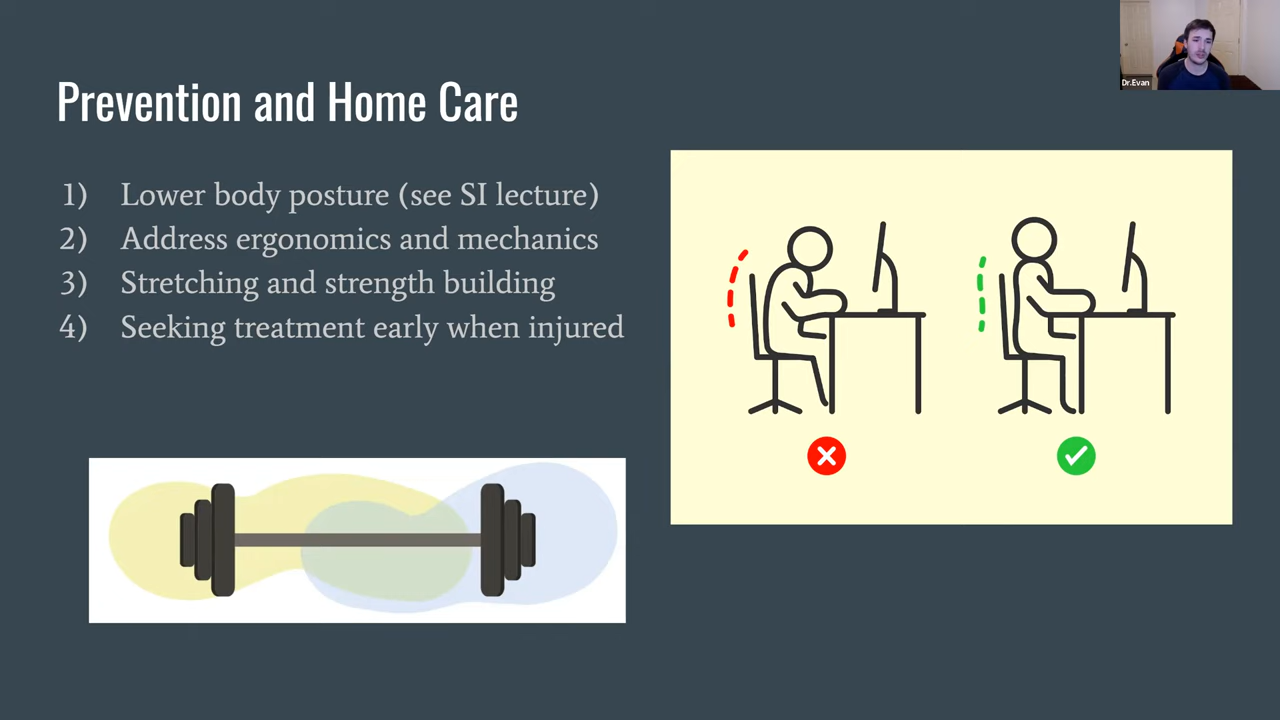 Prevention and Home Care
1) Lower body posture (see SI lecture)
2) Address ergonomics and mechanics
3) Stretching and strength building
4) Seeking treatment early when injured
Dr.Evan